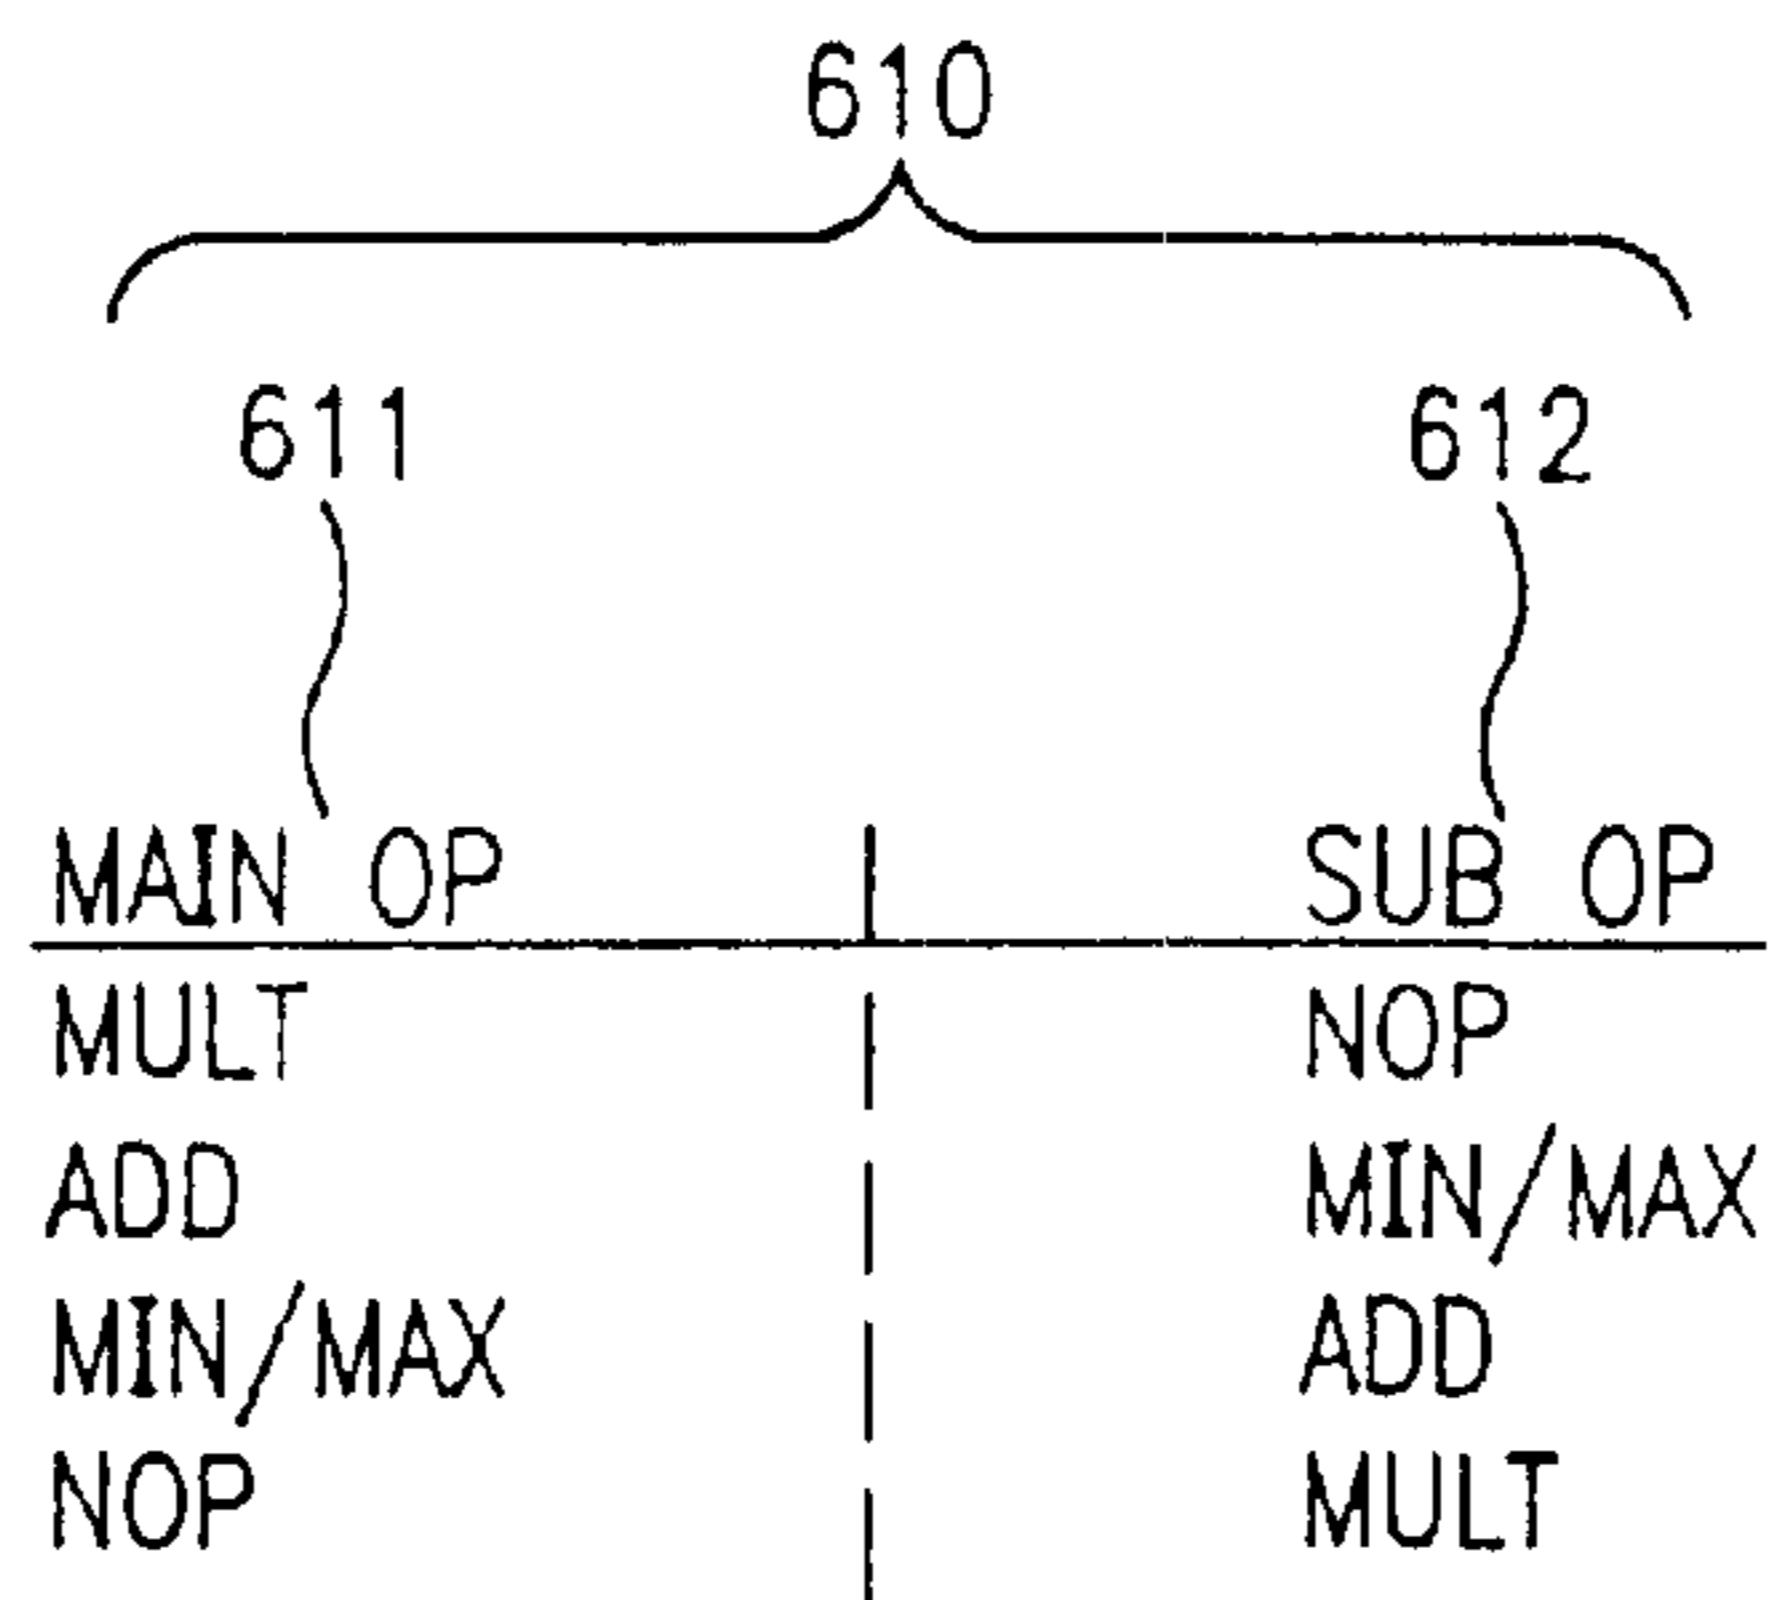 610
611 612
MAIN OP SUB OP
MULT NOP
ADD MIN/MAX
MIN/MAX ADD
NOP MULT